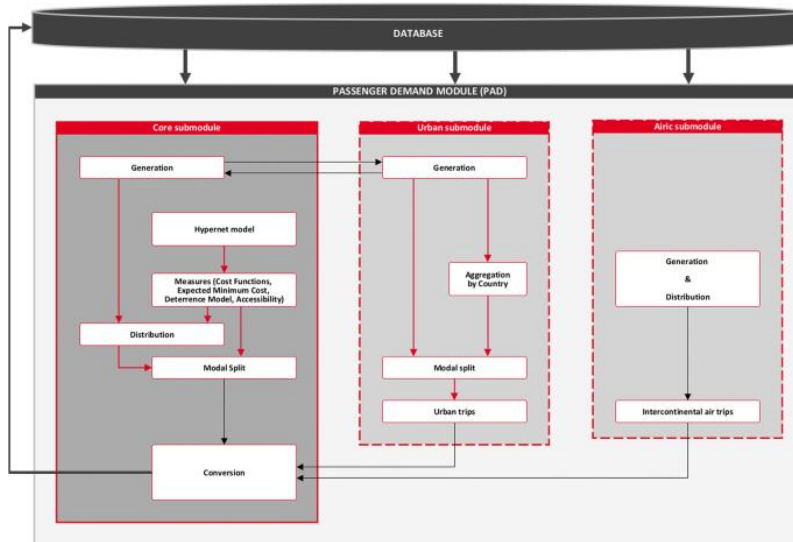 DATABASE
PASSENGER DEMAND MODULE (PAD)
Core submodule
Generation
Hypernet model
Measures (Cost Functions,
Expected Minimum Cost,
Deterrence Model, Accessibility)
Distribution
Modal Split
Conversion
Urban submodule
Generation
Aggregation
by Country
Modal split
Urban trips
Airic submodule
Generation
&
Distribution
Intercontinental air trips